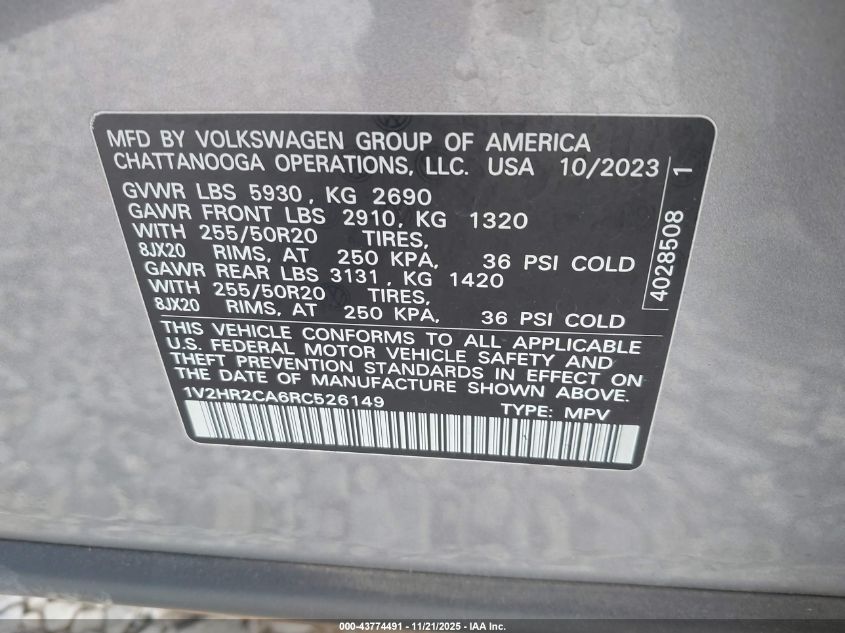 MFD BY VOLKSWAGEN GROUP OF AMERICA
CHATTANOOGA OPERATIONS, LLC. USA 10/2023
GVWR LBS 5930, KG 2690
GAWR FRONT LBS 2910, KG 1320
WITH 255/50R20 TIRES,
8JX20 RIMS, AT 250 KPA, 36 PSI COLD
GAWR REAR LBS 3131, KG 1420
WITH 255/50R20 TIRES,
8JX20 RIMS, AT 250 KPA, 36 PSI COLD
4028508 1
THIS VEHICLE CONFORMS TO ALL APPLICABLE
U.S. FEDERAL MOTOR VEHICLE SAFETY AND
THEFT PREVENTION STANDARDS IN EFFECT ON
THE DATE OF MANUFACTURE SHOWN ABOVE.
1V2HR2CA6RC526149 TYPE: MPV
000-43774491 - 11/21/2025 - IAA Inc.